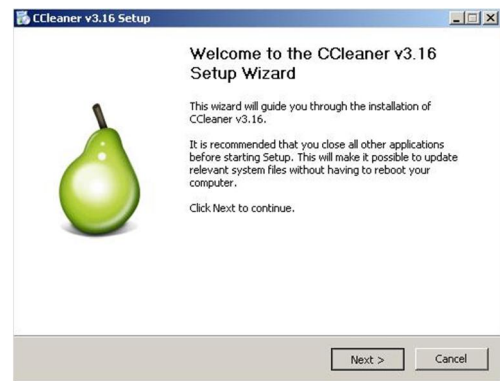 CCleaner v3.16 Setup
Welcome to the CCleaner v3.16
Setup Wizard
This wizard will guide you through the installation of
CCleaner v3.16.
It is recommended that you close all other applications
before starting Setup. This will make it possible to update
relevant system files without having to reboot your
computer.
Click Next to continue.
Next >
Cancel